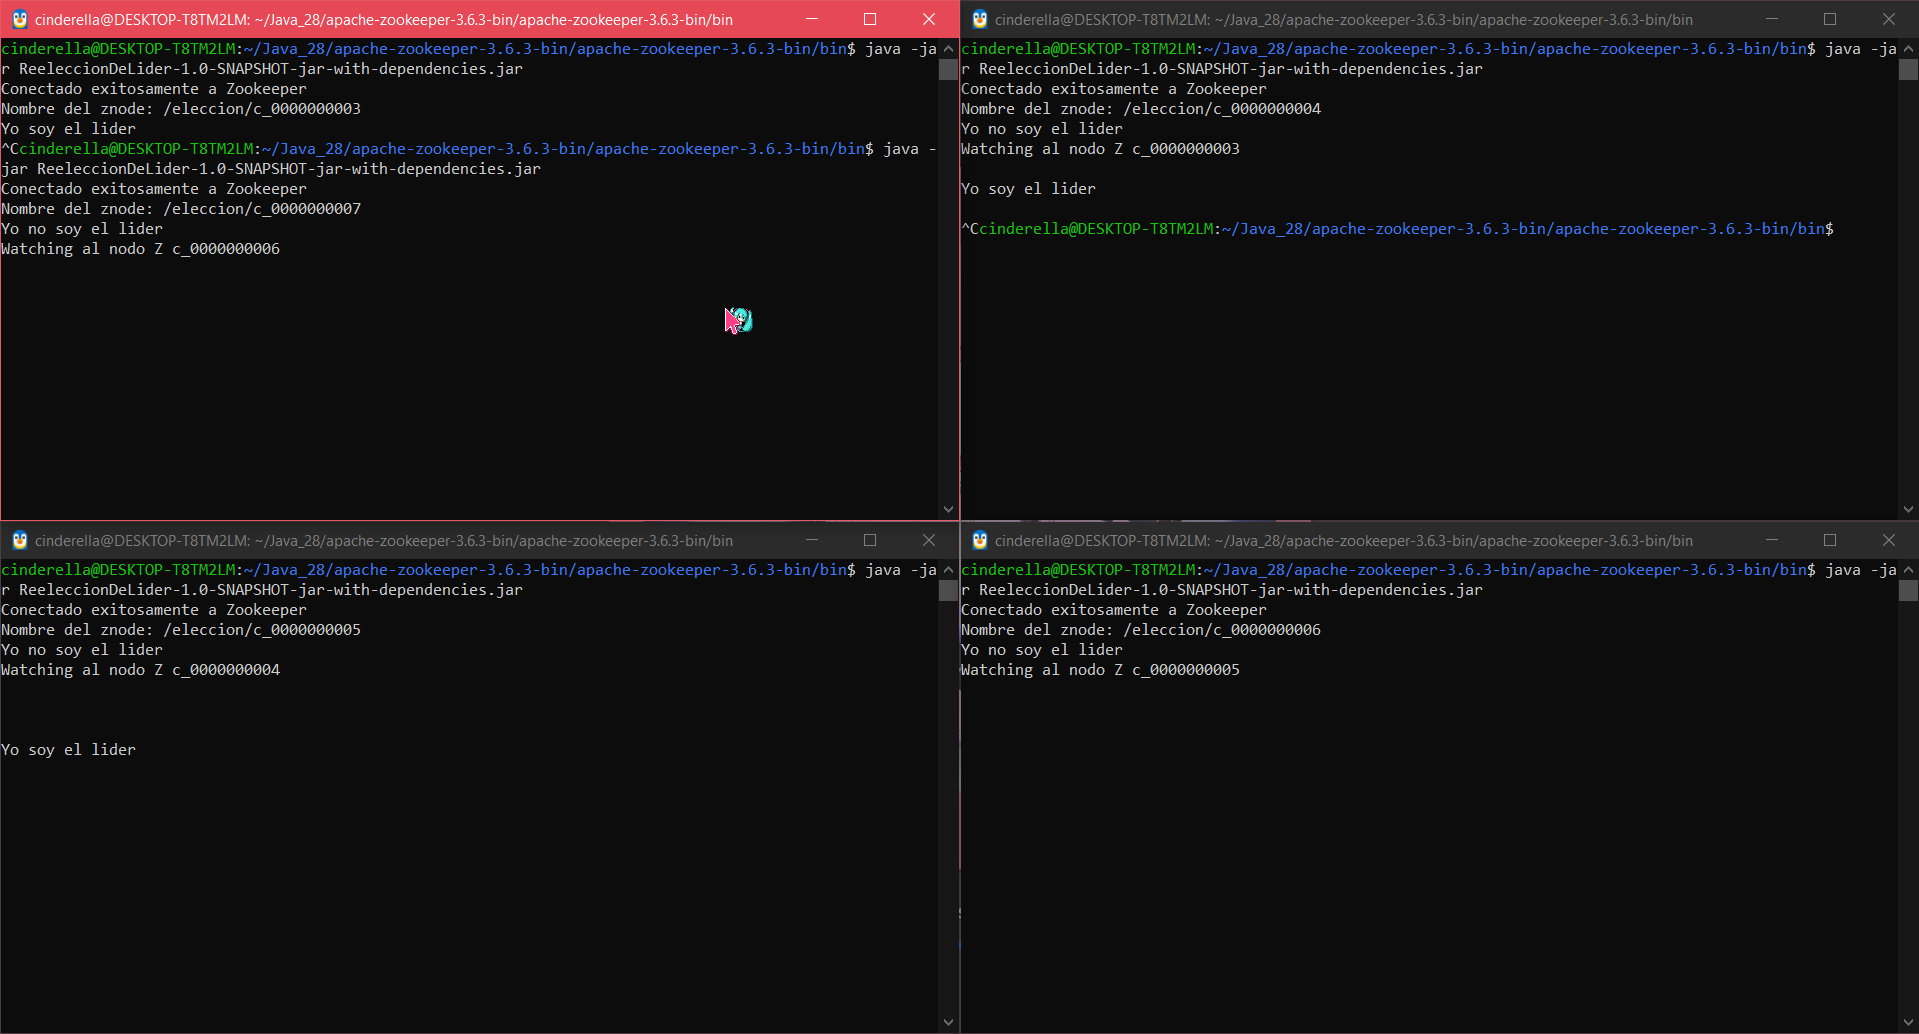 cinderella@DESKTOP-T8TM2LM: ~/Java_28/apache-zookeeper-3.6.3-bin/apache-zookeeper-3.6.3-bin/bin
cinderella@DESKTOP-T8TM2LM:~/Java_28/apache-zookeeper-3.6.3-bin/apache-zookeeper-3.6.3-bin/bin$ java -ja
r ReeleccionDeLider-1.0-SNAPSHOT-jar-with-dependencies.jar
Conectado exitosamente a Zookeeper
Nombre del znode: /eleccion/c_0000000003
Yo soy el lider
^Ccinderella@DESKTOP-T8TM2LM:~/Java_28/apache-zookeeper-3.6.3-bin/apache-zookeeper-3.6.3-bin/bin$ java -
jar ReeleccionDeLider-1.0-SNAPSHOT-jar-with-dependencies.jar
Conectado exitosamente a Zookeeper
Nombre del znode: /eleccion/c_0000000007
Yo no soy el lider
Watching al nodo Z c_0000000006
cinderella@DESKTOP-T8TM2LM: ~/Java_28/apache-zookeeper-3.6.3-bin/apache-zookeeper-3.6.3-bin/bin
cinderella@DESKTOP-T8TM2LM:~/Java_28/apache-zookeeper-3.6.3-bin/apache-zookeeper-3.6.3-bin/bin$ java -ja
r ReeleccionDeLider-1.0-SNAPSHOT-jar-with-dependencies.jar
Conectado exitosamente a Zookeeper
Nombre del znode: /eleccion/c_0000000004
Yo no soy el lider
Watching al nodo Z c_0000000003
Yo soy el lider
^Ccinderella@DESKTOP-T8TM2LM:~/Java_28/apache-zookeeper-3.6.3-bin/apache-zookeeper-3.6.3-bin/bin$
cinderella@DESKTOP-T8TM2LM: ~/Java_28/apache-zookeeper-3.6.3-bin/apache-zookeeper-3.6.3-bin/bin
cinderella@DESKTOP-T8TM2LM:~/Java_28/apache-zookeeper-3.6.3-bin/apache-zookeeper-3.6.3-bin/bin$ java -ja
r ReeleccionDeLider-1.0-SNAPSHOT-jar-with-dependencies.jar
Conectado exitosamente a Zookeeper
Nombre del znode: /eleccion/c_0000000005
Yo no soy el lider
Watching al nodo Z c_0000000004
Yo soy el lider
cinderella@DESKTOP-T8TM2LM: ~/Java_28/apache-zookeeper-3.6.3-bin/apache-zookeeper-3.6.3-bin/bin
cinderella@DESKTOP-T8TM2LM:~/Java_28/apache-zookeeper-3.6.3-bin/apache-zookeeper-3.6.3-bin/bin$ java -ja
r ReeleccionDeLider-1.0-SNAPSHOT-jar-with-dependencies.jar
Conectado exitosamente a Zookeeper
Nombre del znode: /eleccion/c_0000000006
Yo no soy el lider
Watching al nodo Z c_0000000005